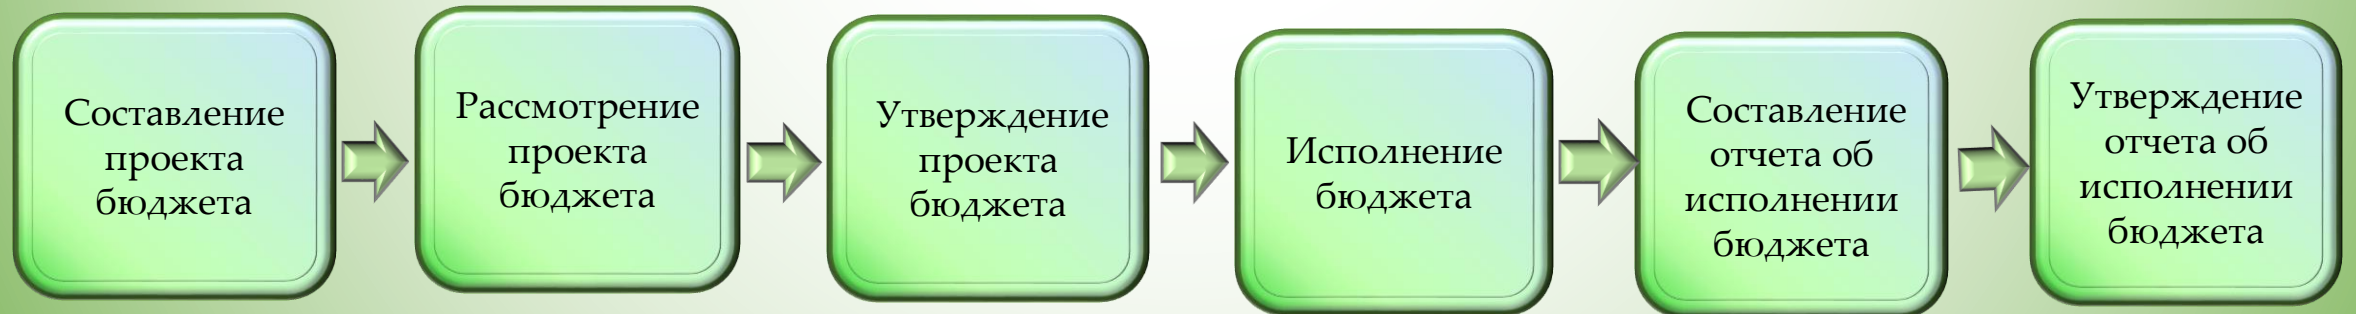 Составление
проекта
бюджета
Рассмотрение
проекта
бюджета
Утверждение
проекта
бюджета
Исполнение
бюджета
Составление
отчета об
исполнении
бюджета
Утверждение
отчета об
исполнении
бюджета